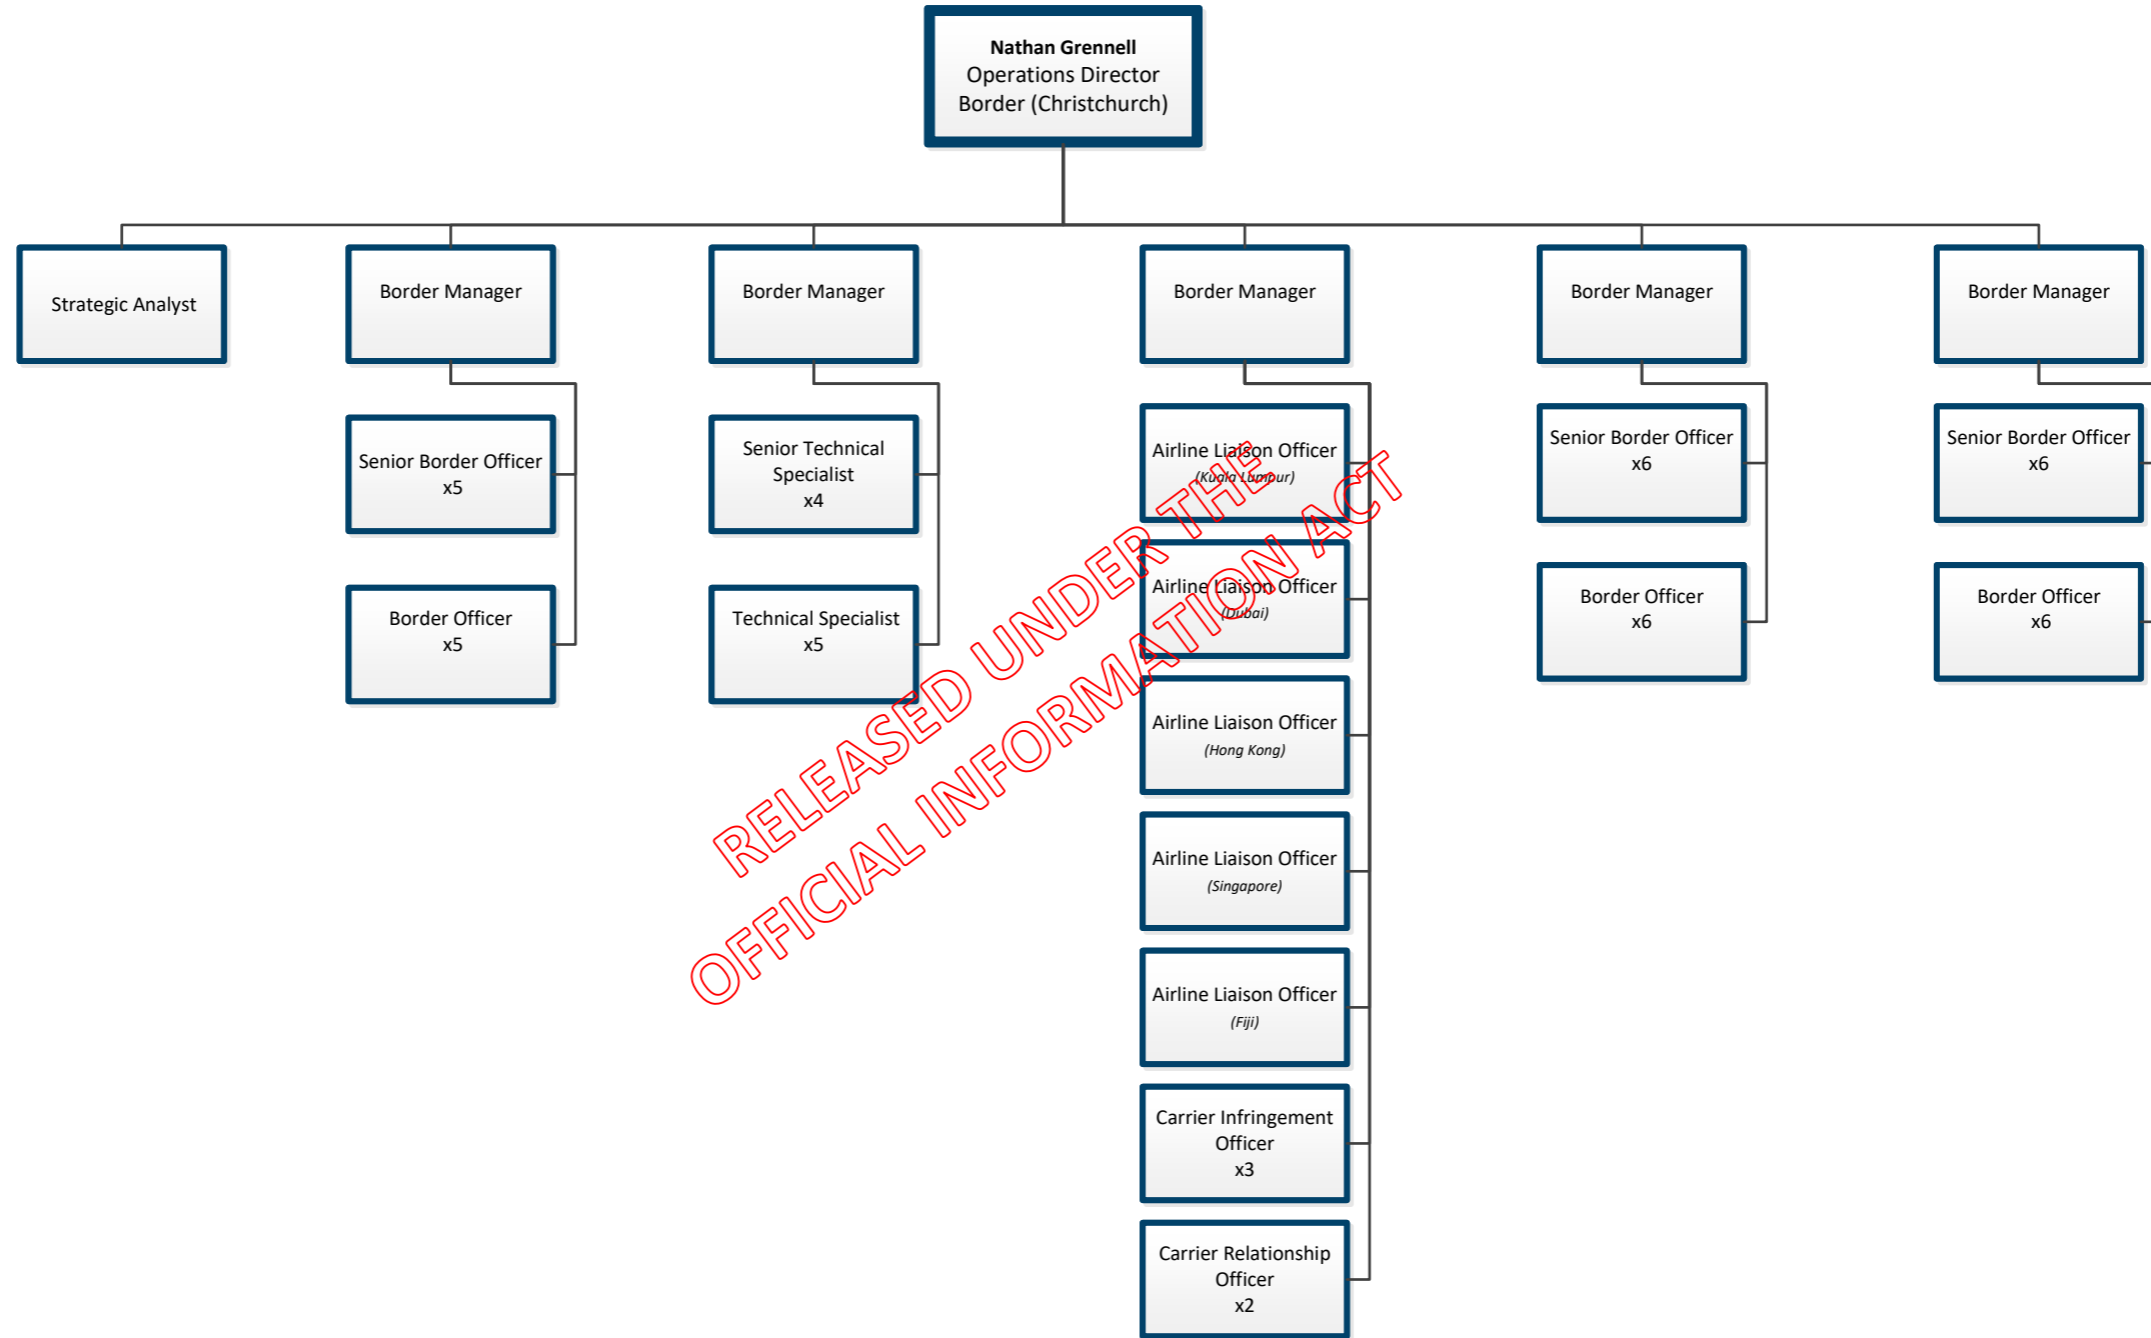 Nathan Grennell
Operations Director
Border (Christchurch)
Strategic Analyst
Border Manager
Border Manager
Border Manager
Border Manager
Border Manager
Senior Border Officer
x5
Border Officer
x5
Senior Technical
Specialist
x4
Technical Specialist
x5
Airline Liaison Officer
(Kuala Lumpur)
Airline Liaison Officer
(Dubai)
Airline Liaison Officer
(Hong Kong)
Airline Liaison Officer
(Singapore)
Airline Liaison Officer
(Fiji)
Carrier Infringement
Officer
x3
Carrier Relationship
Officer
x2
Senior Border Officer
x6
Border Officer
x6
Senior Border Officer
x6
Border Officer
x6
RELEASED UNDER THE
OFFICIAL INFORMATION ACT